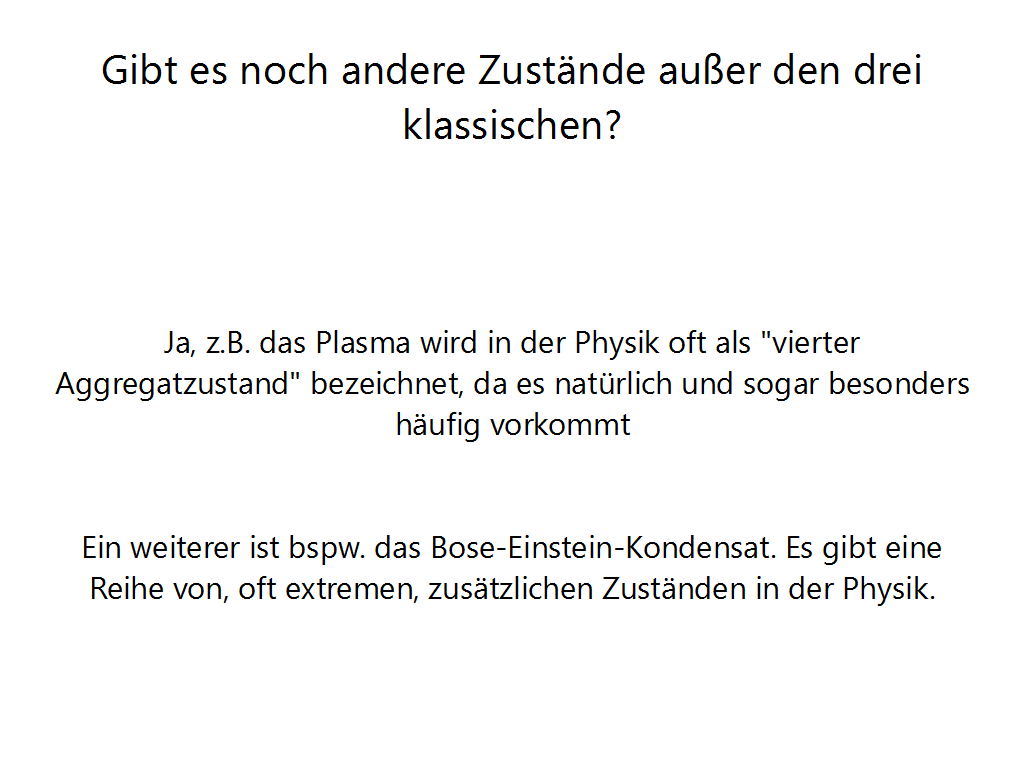 Gibt es noch andere Zustände außer den drei
klassischen?
Ja, z.B. das Plasma wird in der Physik oft als "vierter
Aggregatzustand" bezeichnet, da es natürlich und sogar besonders
häufig vorkommt
Ein weiterer ist bspw. das Bose-Einstein-Kondensat. Es gibt eine
Reihe von, oft extremen, zusätzlichen Zuständen in der Physik.